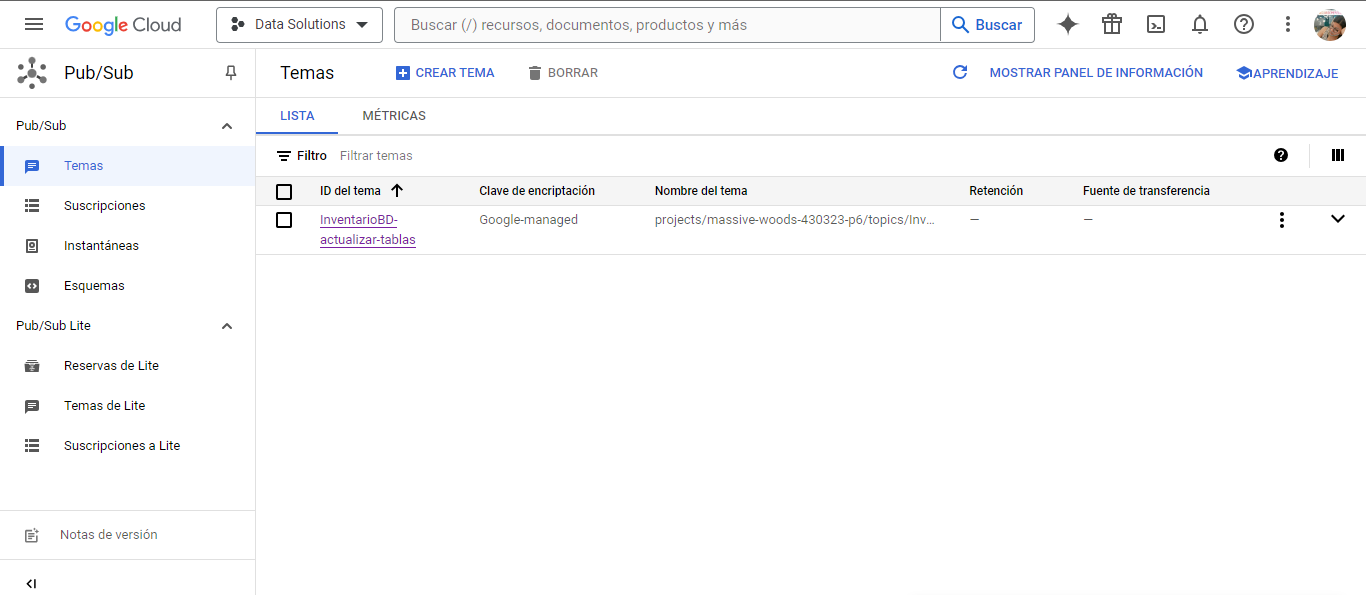 Google Cloud
Data Solutions
Buscar (/) recursos, documentos, productos y más
Buscar
Pub/Sub
Temas
CREAR TEMA
BORRAR
MOSTRAR PANEL DE INFORMACIÓN
APRENDIZAJE
Pub/Sub
Temas
Suscripciones
Instantáneas
Esquemas
Pub/Sub Lite
Reservas de Lite
Temas de Lite
Suscripciones a Lite
Notas de versión
LISTA
MÉTRICAS
Filtro
Filtrar temas
ID del tema
Clave de encriptación
Nombre del tema
Retención
Fuente de transferencia
InventarioBD-
actualizar-tablas
Google-managed
projects/massive-woods-430323-p6/topics/Inv...
—
—